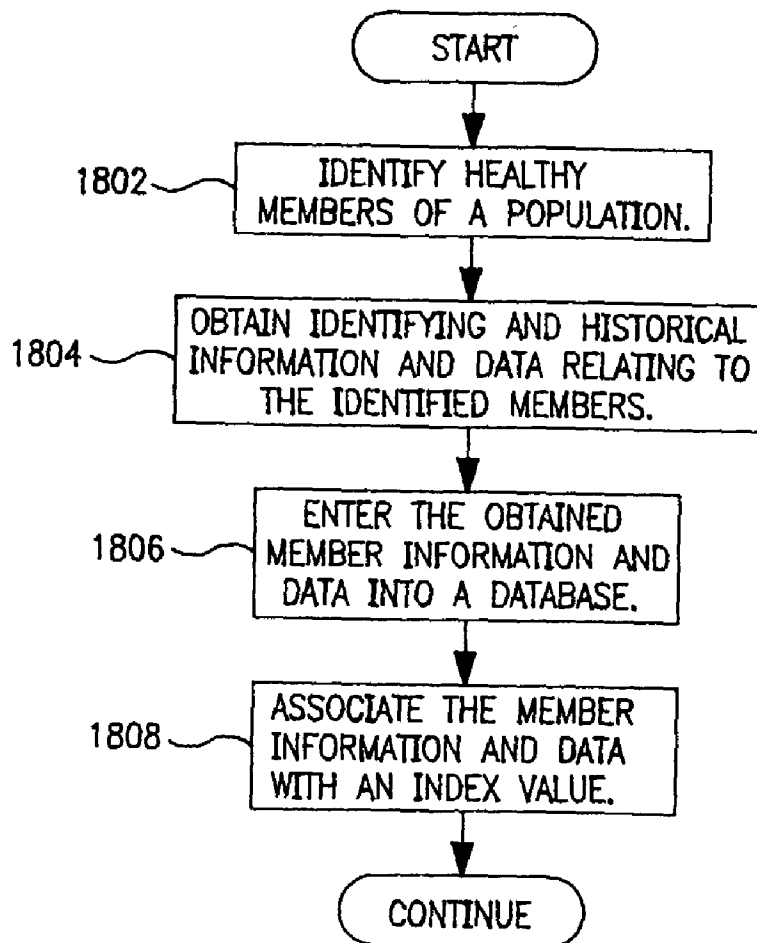 START
1802
IDENTIFY HEALTHY
MEMBERS OF A POPULATION.
1804
OBTAIN IDENTIFYING AND HISTORICAL
INFORMATION AND DATA RELATING TO
THE IDENTIFIED MEMBERS.
1806
ENTER THE OBTAINED
MEMBER INFORMATION AND
DATA INTO A DATABASE.
1808
ASSOCIATE THE MEMBER
INFORMATION AND DATA
WITH AN INDEX VALUE.
CONTINUE